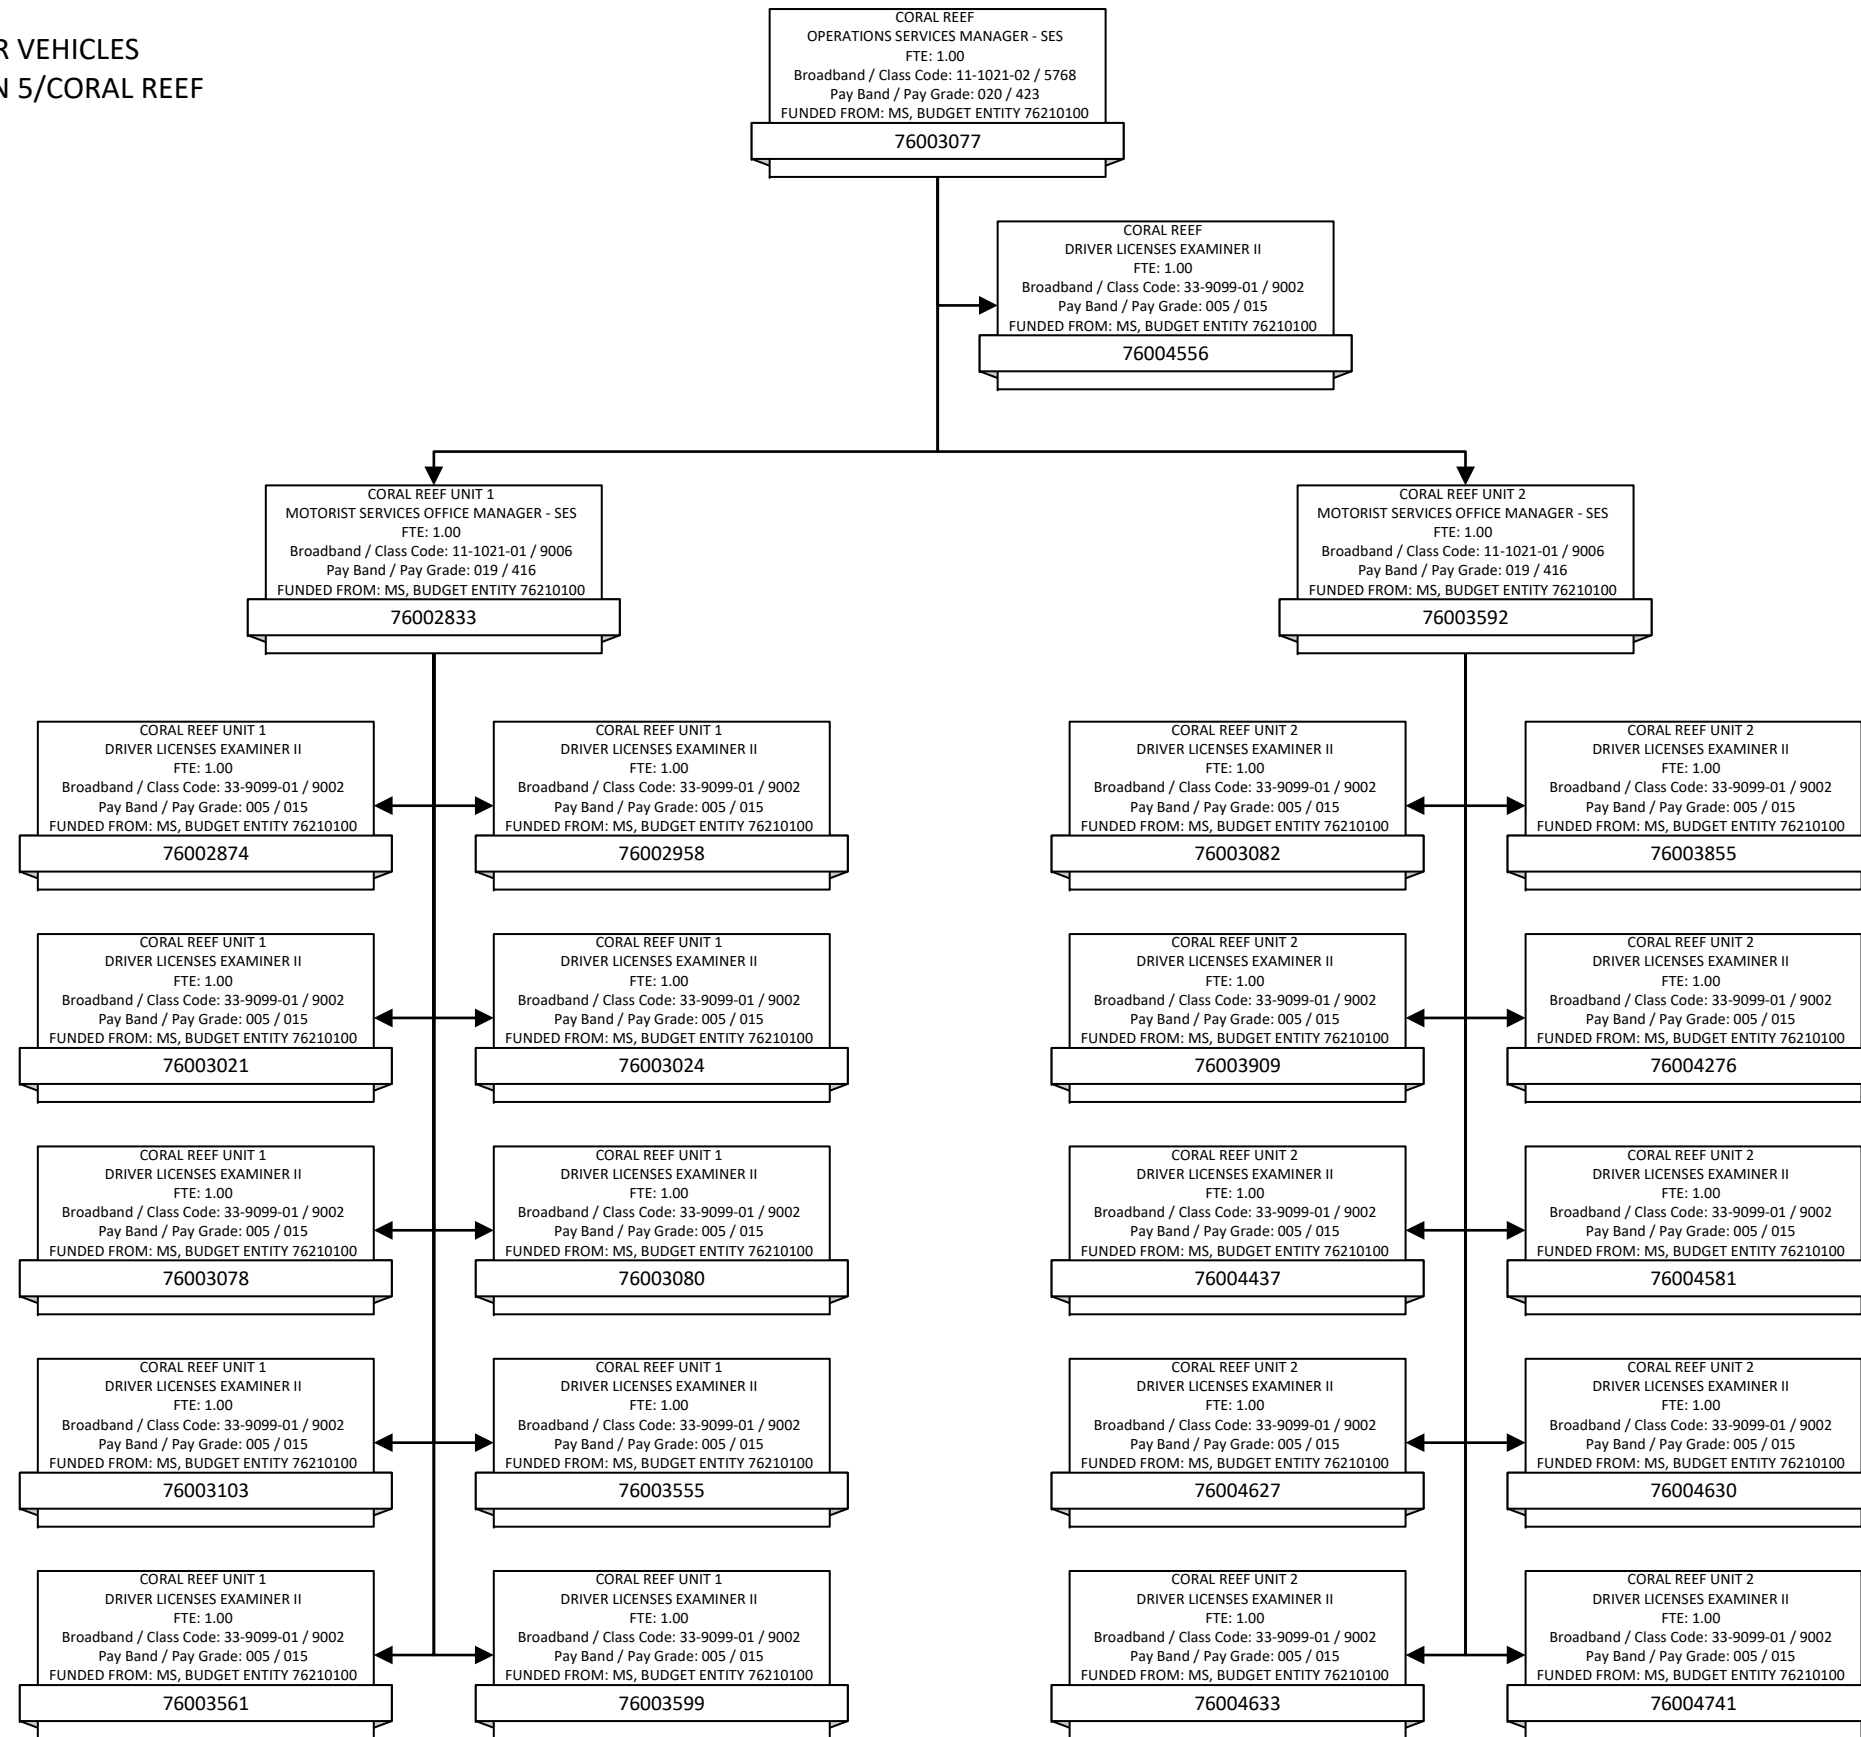 R VEHICLES
N 5/CORAL REEF
CORAL REEF
OPERATIONS SERVICES MANAGER - SES
FTE: 1.00
Broadband / Class Code: 11-1021-02 / 5768
Pay Band / Pay Grade: 020 / 423
FUNDED FROM: MS, BUDGET ENTITY 76210100
76003077
CORAL REEF
DRIVER LICENSES EXAMINER II
FTE: 1.00
Broadband / Class Code: 33-9099-01 / 9002
Pay Band / Pay Grade: 005 / 015
FUNDED FROM: MS, BUDGET ENTITY 76210100
76004556
CORAL REEF UNIT 1
MOTORIST SERVICES OFFICE MANAGER - SES
FTE: 1.00
Broadband / Class Code: 11-1021-01 / 9006
Pay Band / Pay Grade: 019 / 416
FUNDED FROM: MS, BUDGET ENTITY 76210100
76002833
CORAL REEF UNIT 2
MOTORIST SERVICES OFFICE MANAGER - SES
FTE: 1.00
Broadband / Class Code: 11-1021-01 / 9006
Pay Band / Pay Grade: 019 / 416
FUNDED FROM: MS, BUDGET ENTITY 76210100
76003592
CORAL REEF UNIT 1
DRIVER LICENSES EXAMINER II
FTE: 1.00
Broadband / Class Code: 33-9099-01 / 9002
Pay Band / Pay Grade: 005 / 015
FUNDED FROM: MS, BUDGET ENTITY 76210100
76002874
CORAL REEF UNIT 1
DRIVER LICENSES EXAMINER II
FTE: 1.00
Broadband / Class Code: 33-9099-01 / 9002
Pay Band / Pay Grade: 005 / 015
FUNDED FROM: MS, BUDGET ENTITY 76210100
76002958
CORAL REEF UNIT 2
DRIVER LICENSES EXAMINER II
FTE: 1.00
Broadband / Class Code: 33-9099-01 / 9002
Pay Band / Pay Grade: 005 / 015
FUNDED FROM: MS, BUDGET ENTITY 76210100
76003082
CORAL REEF UNIT 2
DRIVER LICENSES EXAMINER II
FTE: 1.00
Broadband / Class Code: 33-9099-01 / 9002
Pay Band / Pay Grade: 005 / 015
FUNDED FROM: MS, BUDGET ENTITY 76210100
76003855
CORAL REEF UNIT 1
DRIVER LICENSES EXAMINER II
FTE: 1.00
Broadband / Class Code: 33-9099-01 / 9002
Pay Band / Pay Grade: 005 / 015
FUNDED FROM: MS, BUDGET ENTITY 76210100
76003021
CORAL REEF UNIT 1
DRIVER LICENSES EXAMINER II
FTE: 1.00
Broadband / Class Code: 33-9099-01 / 9002
Pay Band / Pay Grade: 005 / 015
FUNDED FROM: MS, BUDGET ENTITY 76210100
76003024
CORAL REEF UNIT 2
DRIVER LICENSES EXAMINER II
FTE: 1.00
Broadband / Class Code: 33-9099-01 / 9002
Pay Band / Pay Grade: 005 / 015
FUNDED FROM: MS, BUDGET ENTITY 76210100
76003909
CORAL REEF UNIT 2
DRIVER LICENSES EXAMINER II
FTE: 1.00
Broadband / Class Code: 33-9099-01 / 9002
Pay Band / Pay Grade: 005 / 015
FUNDED FROM: MS, BUDGET ENTITY 76210100
76004276
CORAL REEF UNIT 1
DRIVER LICENSES EXAMINER II
FTE: 1.00
Broadband / Class Code: 33-9099-01 / 9002
Pay Band / Pay Grade: 005 / 015
FUNDED FROM: MS, BUDGET ENTITY 76210100
76003078
CORAL REEF UNIT 1
DRIVER LICENSES EXAMINER II
FTE: 1.00
Broadband / Class Code: 33-9099-01 / 9002
Pay Band / Pay Grade: 005 / 015
FUNDED FROM: MS, BUDGET ENTITY 76210100
76003080
CORAL REEF UNIT 2
DRIVER LICENSES EXAMINER II
FTE: 1.00
Broadband / Class Code: 33-9099-01 / 9002
Pay Band / Pay Grade: 005 / 015
FUNDED FROM: MS, BUDGET ENTITY 76210100
76004437
CORAL REEF UNIT 2
DRIVER LICENSES EXAMINER II
FTE: 1.00
Broadband / Class Code: 33-9099-01 / 9002
Pay Band / Pay Grade: 005 / 015
FUNDED FROM: MS, BUDGET ENTITY 76210100
76004581
CORAL REEF UNIT 1
DRIVER LICENSES EXAMINER II
FTE: 1.00
Broadband / Class Code: 33-9099-01 / 9002
Pay Band / Pay Grade: 005 / 015
FUNDED FROM: MS, BUDGET ENTITY 76210100
76003103
CORAL REEF UNIT 1
DRIVER LICENSES EXAMINER II
FTE: 1.00
Broadband / Class Code: 33-9099-01 / 9002
Pay Band / Pay Grade: 005 / 015
FUNDED FROM: MS, BUDGET ENTITY 76210100
76003555
CORAL REEF UNIT 2
DRIVER LICENSES EXAMINER II
FTE: 1.00
Broadband / Class Code: 33-9099-01 / 9002
Pay Band / Pay Grade: 005 / 015
FUNDED FROM: MS, BUDGET ENTITY 76210100
76004627
CORAL REEF UNIT 2
DRIVER LICENSES EXAMINER II
FTE: 1.00
Broadband / Class Code: 33-9099-01 / 9002
Pay Band / Pay Grade: 005 / 015
FUNDED FROM: MS, BUDGET ENTITY 76210100
76004630
CORAL REEF UNIT 1
DRIVER LICENSES EXAMINER II
FTE: 1.00
Broadband / Class Code: 33-9099-01 / 9002
Pay Band / Pay Grade: 005 / 015
FUNDED FROM: MS, BUDGET ENTITY 76210100
76003561
CORAL REEF UNIT 1
DRIVER LICENSES EXAMINER II
FTE: 1.00
Broadband / Class Code: 33-9099-01 / 9002
Pay Band / Pay Grade: 005 / 015
FUNDED FROM: MS, BUDGET ENTITY 76210100
76003599
CORAL REEF UNIT 2
DRIVER LICENSES EXAMINER II
FTE: 1.00
Broadband / Class Code: 33-9099-01 / 9002
Pay Band / Pay Grade: 005 / 015
FUNDED FROM: MS, BUDGET ENTITY 76210100
76004633
CORAL REEF UNIT 2
DRIVER LICENSES EXAMINER II
FTE: 1.00
Broadband / Class Code: 33-9099-01 / 9002
Pay Band / Pay Grade: 005 / 015
FUNDED FROM: MS, BUDGET ENTITY 76210100
76004741